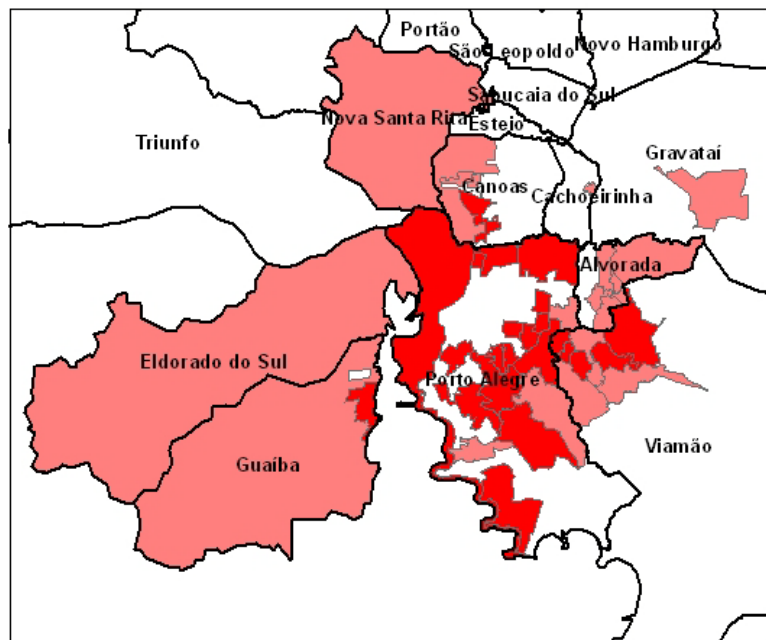 Portão
São Leopoldo
Novo Hamburgo
Sapucaia do Sul
Nova Santa Rita
Esteio
Triunfo
Gravataí
Canoas
Cachoeirinha
Alvorada
Eldorado do Sul
Porto Alegre
Viamão
Guaíba